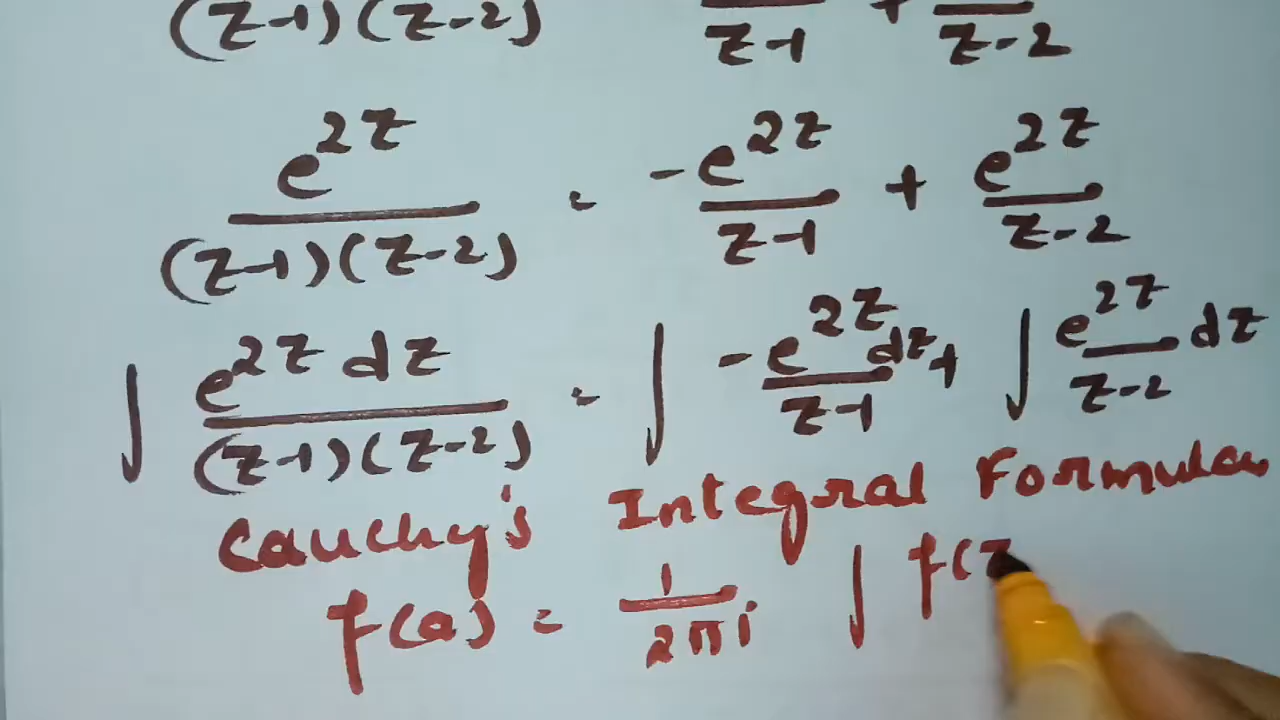 (z-1)(z-2) z-1 + z-2
e^2z / (z-1)(z-2) = -e^2z / z-1 + e^2z / z-2
∫ e^2z dz / (z-1)(z-2) = ∫ -e^2z dz / z-1 + ∫ e^2z / z-2 dz
Cauchy's Integral Formula
f(a) = 1 / 2πi ∫ f(z